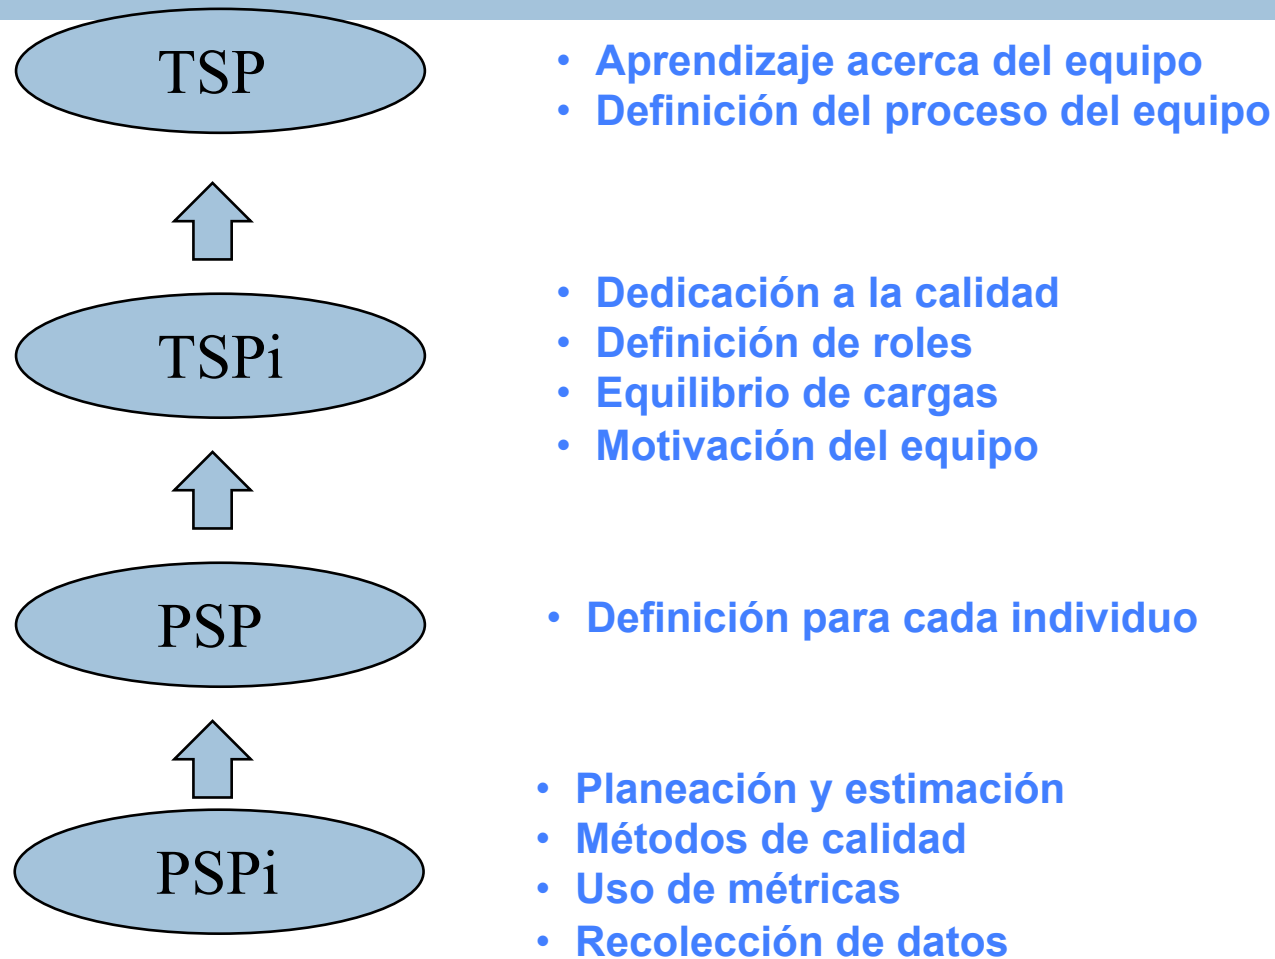 TSP
• Aprendizaje acerca del equipo
• Definición del proceso del equipo
TSPi
• Dedicación a la calidad
• Definición de roles
• Equilibrio de cargas
• Motivación del equipo
PSP
• Definición para cada individuo
PSPi
• Planeación y estimación
• Métodos de calidad
• Uso de métricas
• Recolección de datos